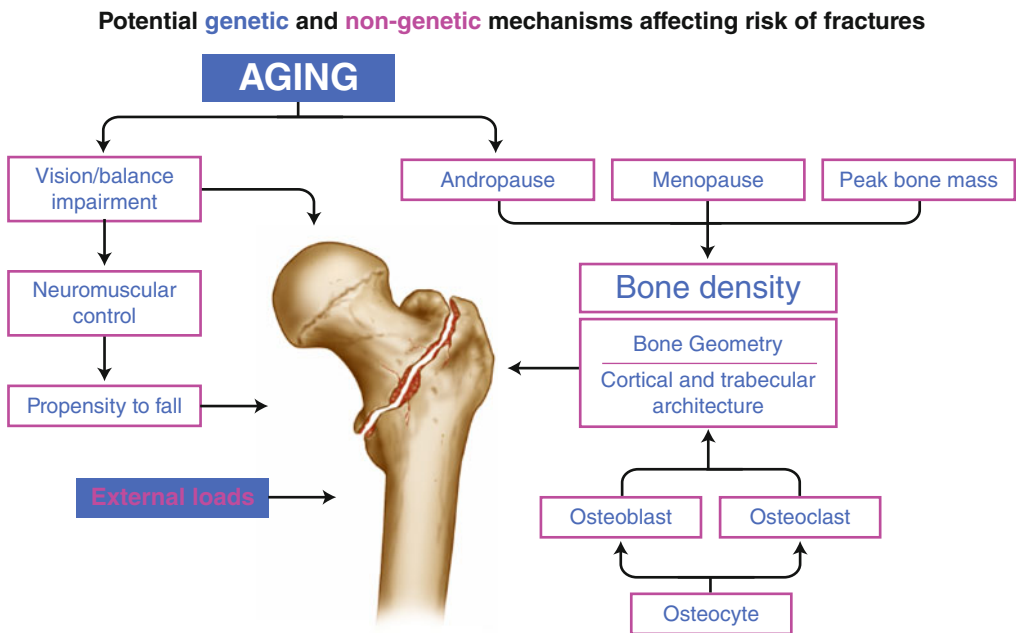 Potential genetic and non-genetic mechanisms affecting risk of fractures
AGING
Vision/balance
impairment
Andropause
Menopause
Peak bone mass
Neuromuscular
control
Bone density
Bone Geometry
Cortical and trabecular
architecture
Propensity to fall
External loads
Osteoblast
Osteoclast
Osteocyte